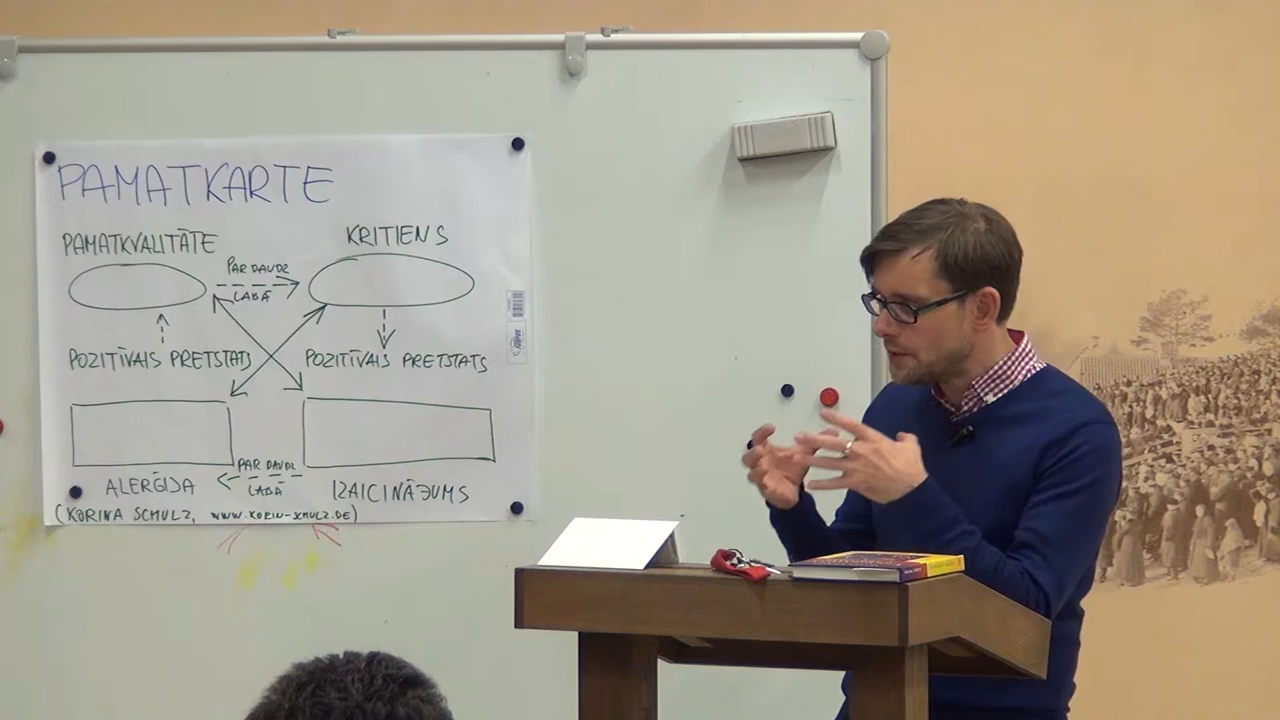 PAMATKARTE
PAMATKVALITĀTE
KRITIENS
PAR DAUDZ
LABĀ
POZITĪVAIS PRETSTATS
POZITĪVAIS PRETSTATS
PAR DAUDZ
LABĀ
ALERĢIJA
IZAICINĀJUMS
(KORINA SCHULZ, WWW.KORIN-SCHULZ.DE)